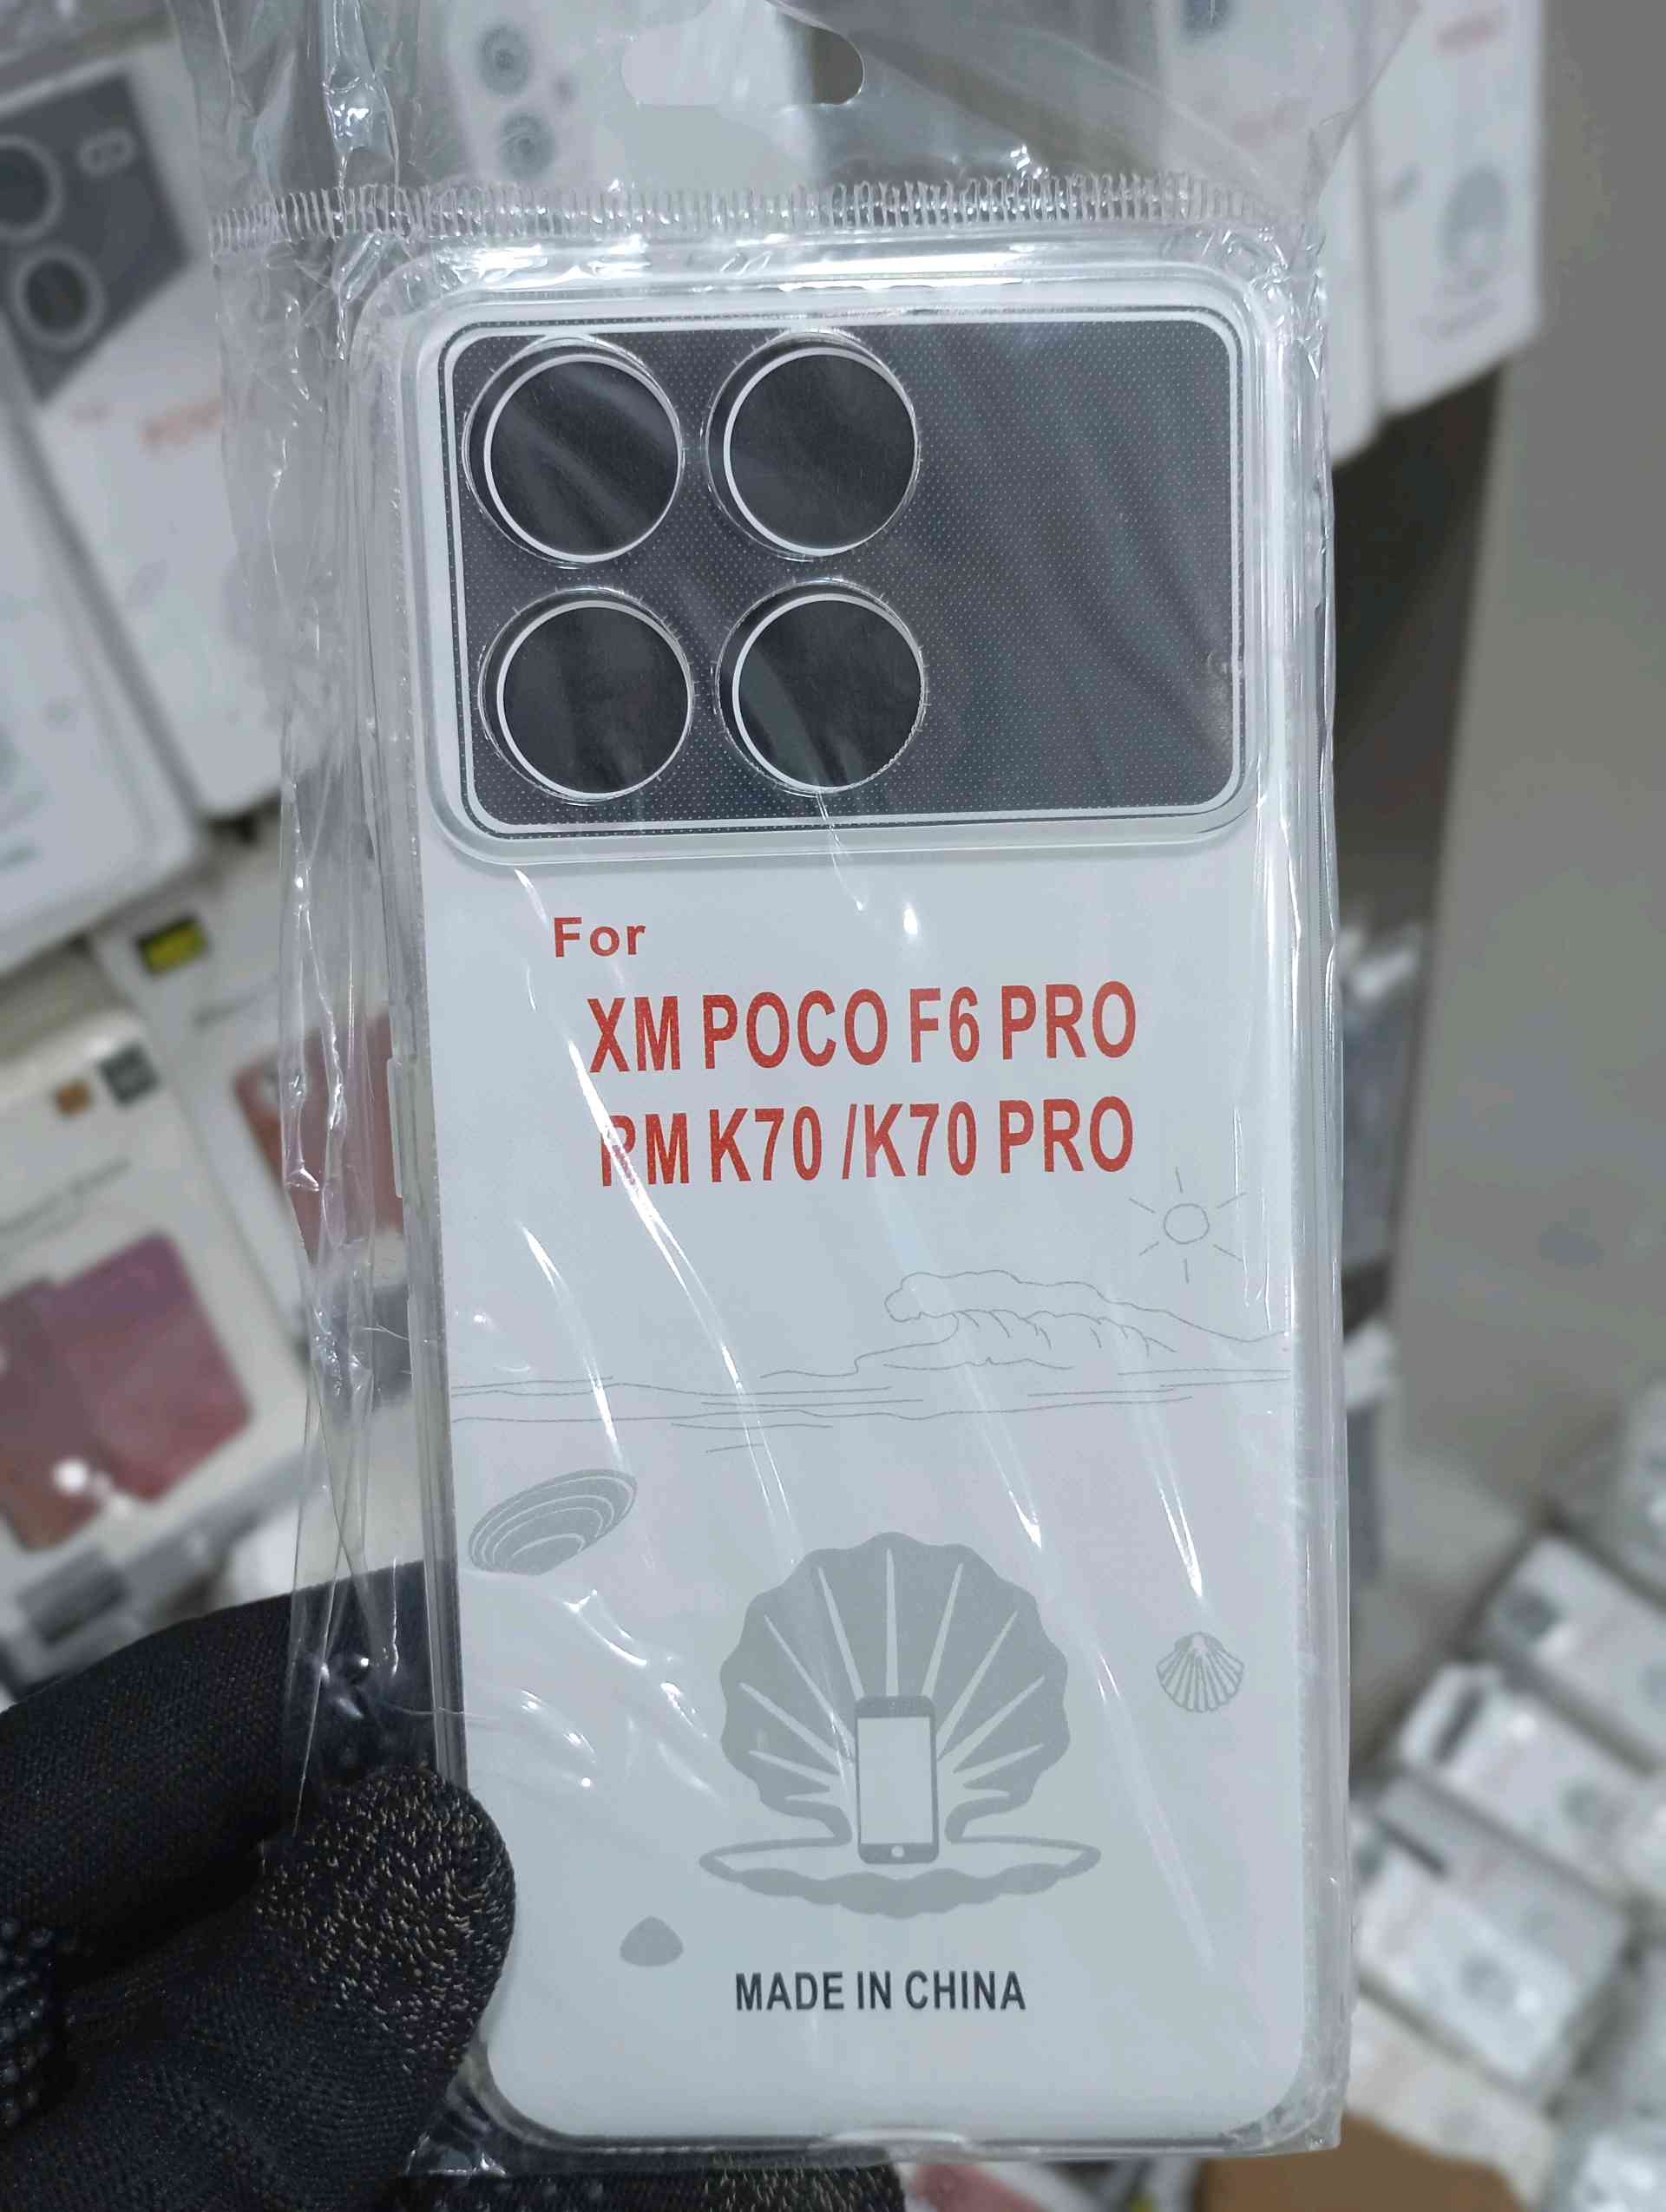 For
XM POCO F6 PRO
RM K70 /K70 PRO
MADE IN CHINA